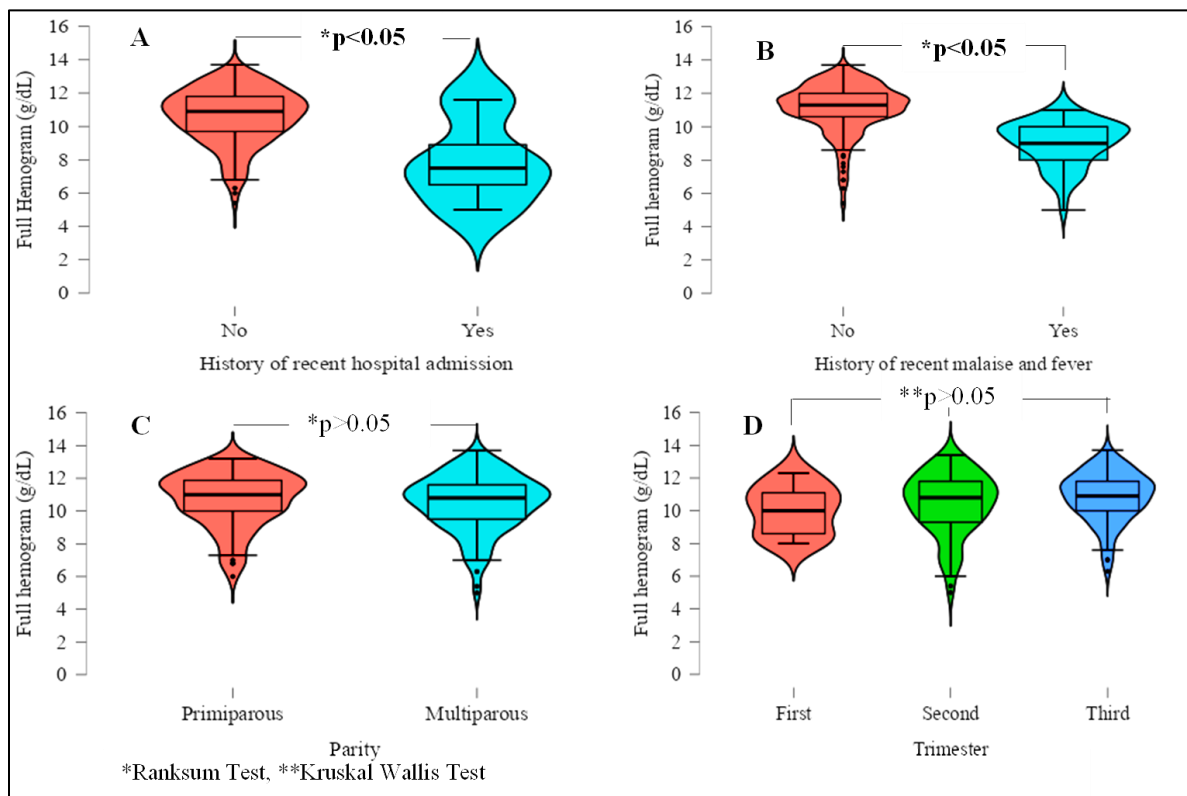 A
*p<0.05
Full Hemogram (g/dL)
16
14
12
10
8
6
4
2
0
No
Yes
History of recent hospital admission
B
*p<0.05
Full hemogram (g/dL)
16
14
12
10
8
6
4
2
0
No
Yes
History of recent malaise and fever
C
*p>0.05
Full hemogram (g/dL)
16
14
12
10
8
6
4
2
0
Primiparous
Multiparous
Parity
D
**p>0.05
Full hemogram (g/dL)
16
14
12
10
8
6
4
2
0
First
Second
Third
Trimester
*Ranksum Test, **Kruskal Wallis Test